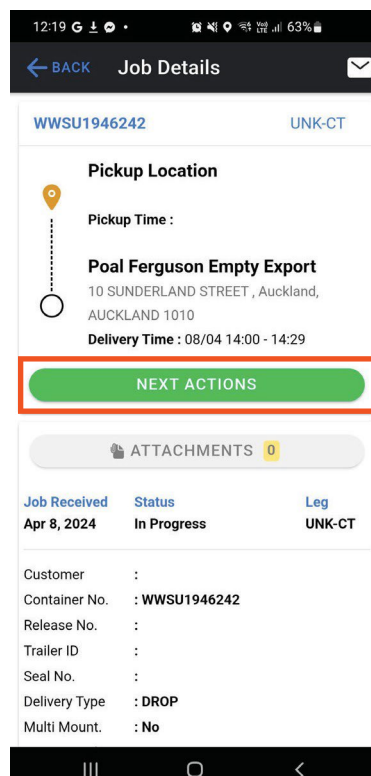 12:19 G
Vo)) LTE 63%
BACK Job Details
WWSU1946242 UNK-CT
Pickup Location
Pickup Time :
Poal Ferguson Empty Export
10 SUNDERLAND STREET , Auckland,
AUCKLAND 1010
Delivery Time : 08/04 14:00 - 14:29
NEXT ACTIONS
ATTACHMENTS 0
Job Received Status Leg
Apr 8, 2024 In Progress UNK-CT
Customer :
Container No. : WWSU1946242
Release No. :
Trailer ID :
Seal No. :
Delivery Type : DROP
Multi Mount. : No